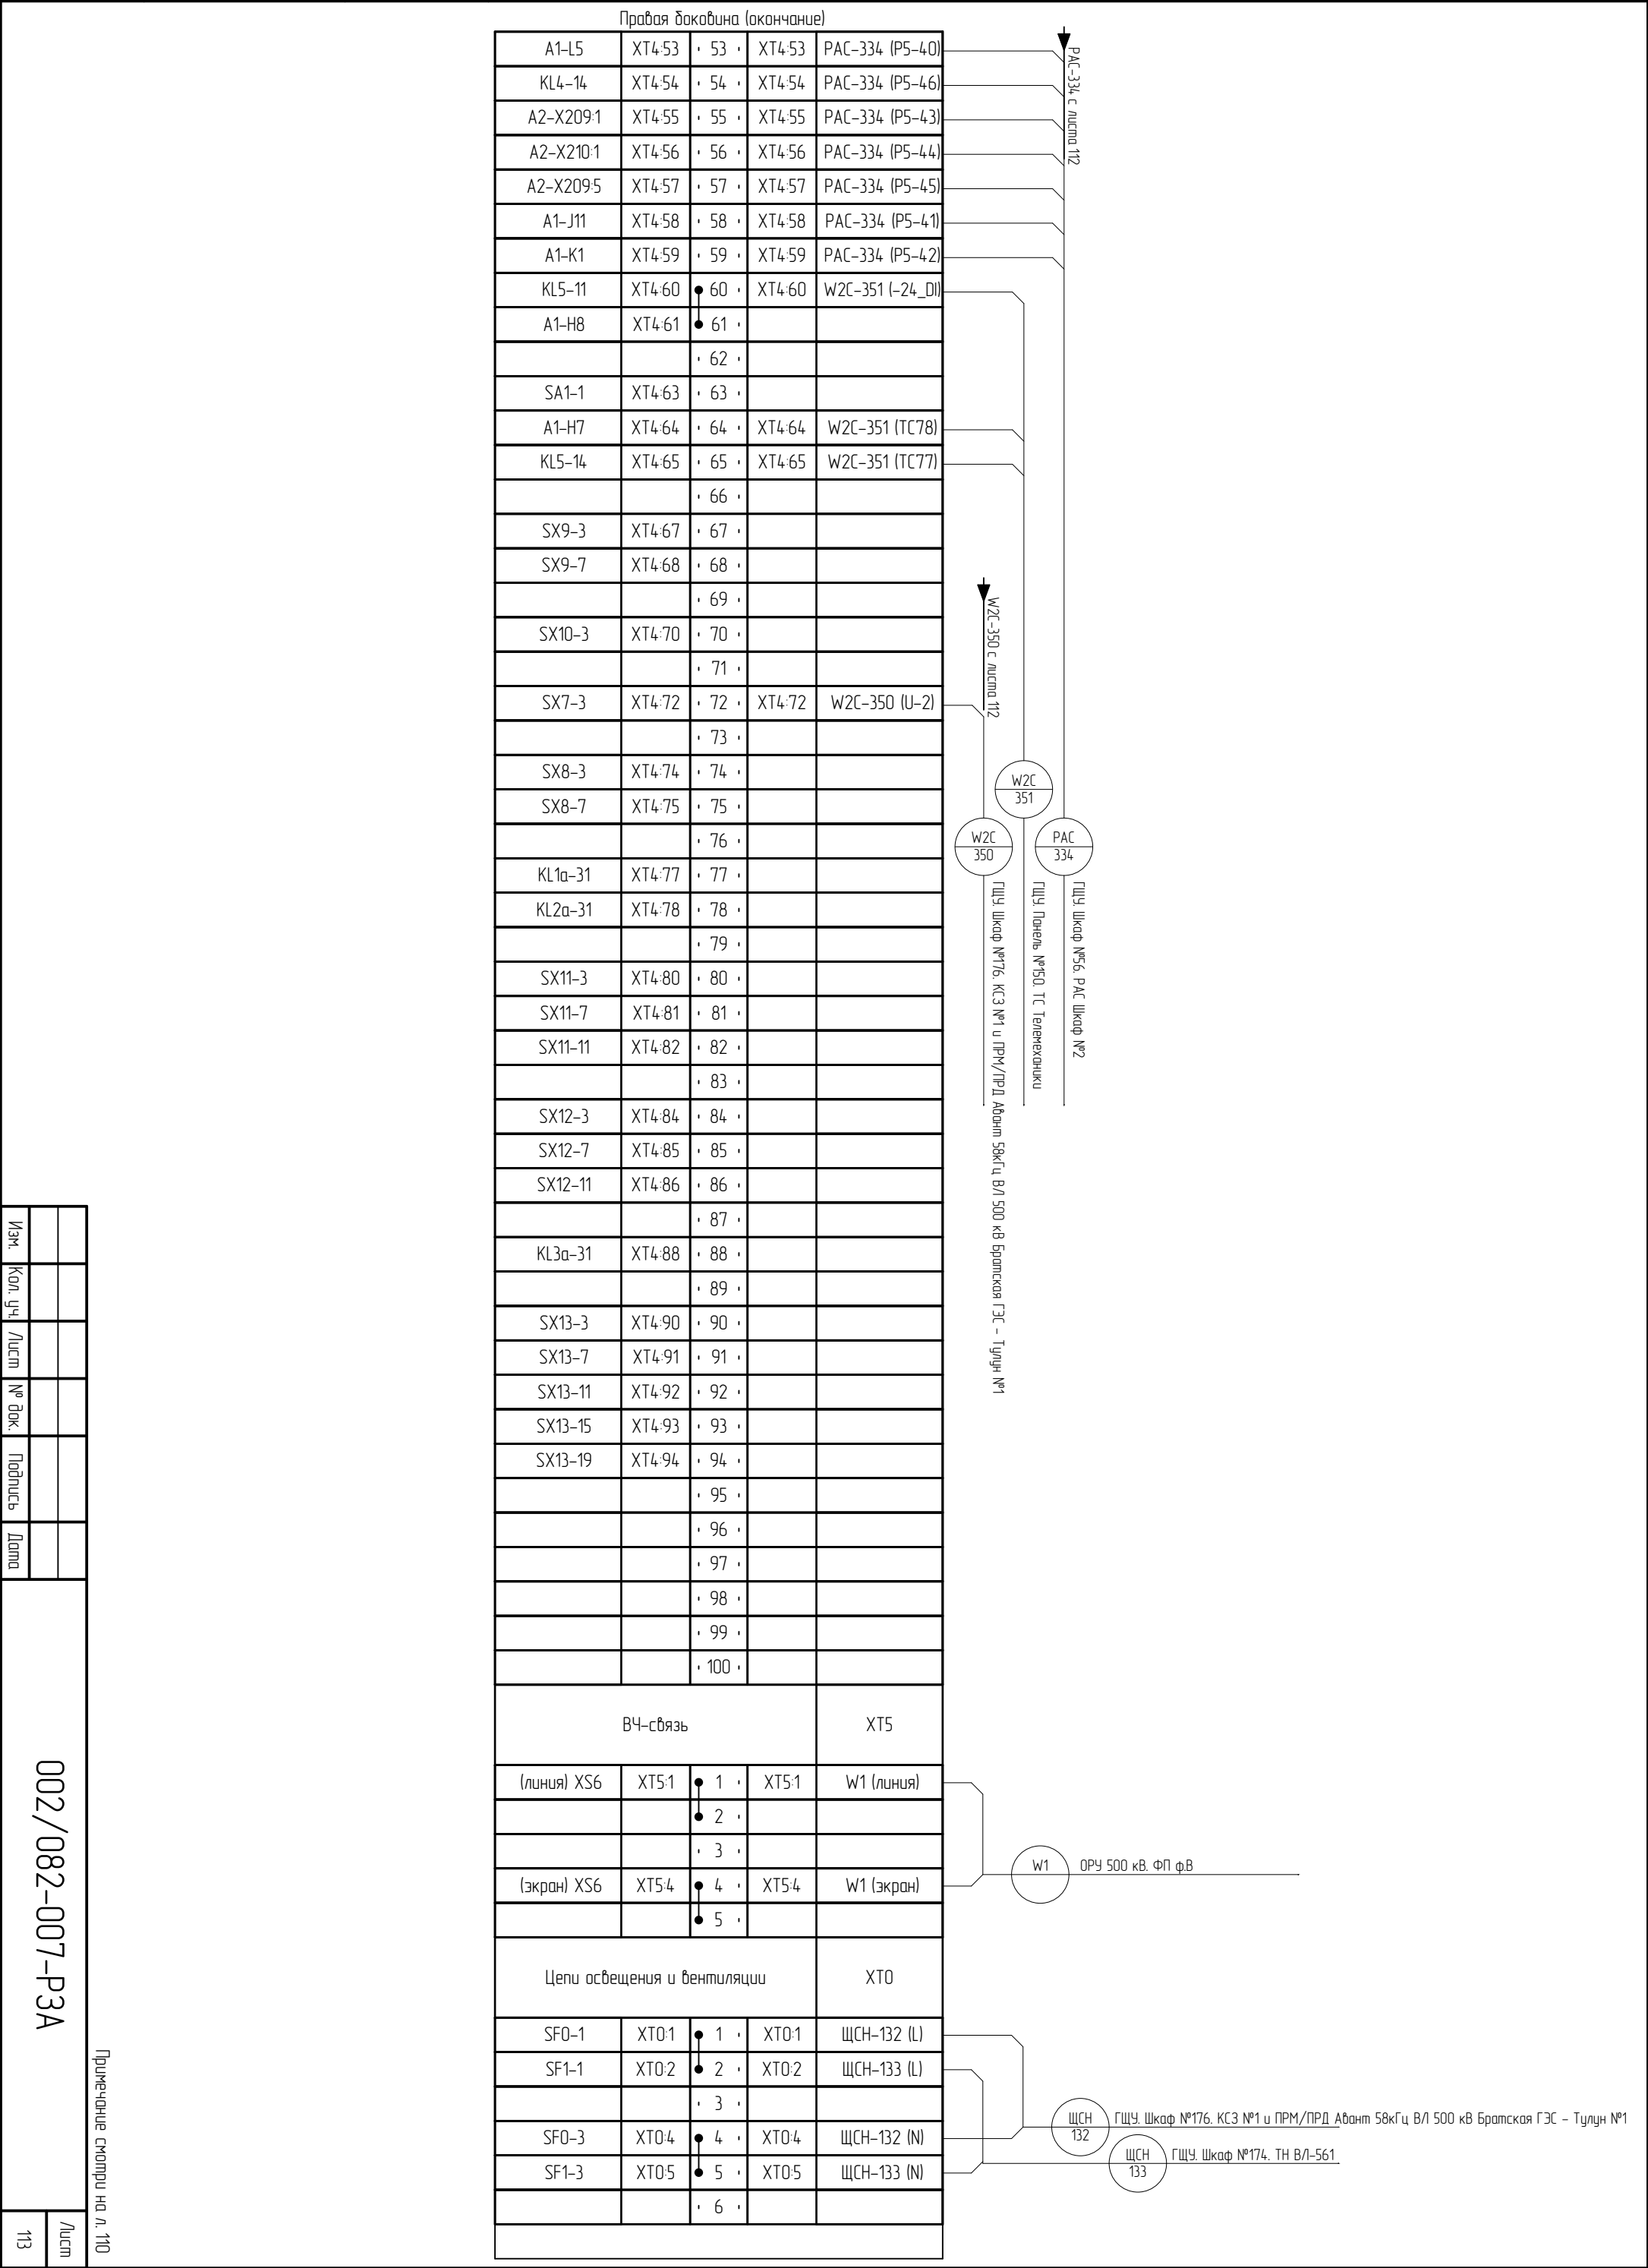 Правая боковина (окончание)
A1-L5 XT4:53 53 XT4:53 РАС-334 (Р5-40)
KL4-14 XT4:54 54 XT4:54 РАС-334 (Р5-46)
A2-X209:1 XT4:55 55 XT4:55 РАС-334 (Р5-43)
A2-X210:1 XT4:56 56 XT4:56 РАС-334 (Р5-44)
A2-X209:5 XT4:57 57 XT4:57 РАС-334 (Р5-45)
A1-J11 XT4:58 58 XT4:58 РАС-334 (Р5-41)
A1-K1 XT4:59 59 XT4:59 РАС-334 (Р5-42)
KL5-11 XT4:60 60 XT4:60 W2C-351 (-24_DI)
A1-H8 XT4:61 61
62
SA1-1 XT4:63 63
A1-H7 XT4:64 64 XT4:64 W2C-351 (ТС78)
KL5-14 XT4:65 65 XT4:65 W2C-351 (ТС77)
66
SX9-3 XT4:67 67
SX9-7 XT4:68 68
69
SX10-3 XT4:70 70
71
SX7-3 XT4:72 72 XT4:72 W2C-350 (U-2)
73
SX8-3 XT4:74 74
SX8-7 XT4:75 75
76
KL1a-31 XT4:77 77
KL2a-31 XT4:78 78
79
SX11-3 XT4:80 80
SX11-7 XT4:81 81
SX11-11 XT4:82 82
83
SX12-3 XT4:84 84
SX12-7 XT4:85 85
SX12-11 XT4:86 86
87
KL3a-31 XT4:88 88
89
SX13-3 XT4:90 90
SX13-7 XT4:91 91
SX13-11 XT4:92 92
SX13-15 XT4:93 93
SX13-19 XT4:94 94
95
96
97
98
99
100
РАС-334 с листа 112
W2C-350 с листа 112
W2C
351
W2C
350
РАС
334
ГЩУ. Шкаф №56. РАС Шкаф №2
ГЩУ. Панель №150. ТС Телемеханики
ГЩУ. Шкаф №176. КСЗ №1 и ПРМ/ПРД Авант 58кГц ВЛ 500 кВ Братская ГЭС - Тулун №1
ВЧ-связь XT5
(линия) XS6 XT5:1 1 XT5:1 W1 (линия)
2
3
(экран) XS6 XT5:4 4 XT5:4 W1 (экран)
5
W1
ОРУ 500 кВ. ФП ф.В
Цепи освещения и вентиляции XT0
SF0-1 XT0:1 1 XT0:1 ЩСН-132 (L)
SF1-1 XT0:2 2 XT0:2 ЩСН-133 (L)
3
SF0-3 XT0:4 4 XT0:4 ЩСН-132 (N)
SF1-3 XT0:5 5 XT0:5 ЩСН-133 (N)
6
ЩСН
132
ГЩУ. Шкаф №176. КСЗ №1 и ПРМ/ПРД Авант 58кГц ВЛ 500 кВ Братская ГЭС - Тулун №1
ЩСН
133
ГЩУ. Шкаф №174. ТН ВЛ-561
Примечание смотри на л. 110
Изм. Кол. уч. Лист № док. Подпись Дата
002/082-007-РЗА
Лист
113